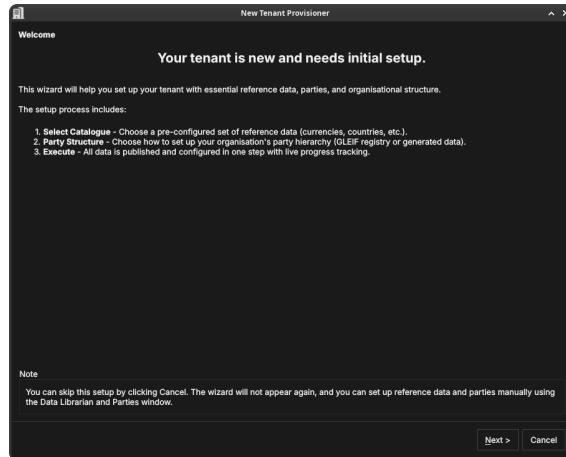 New Tenant Provisioner
Welcome
Your tenant is new and needs initial setup.
This wizard will help you set up your tenant with essential reference data, parties, and organisational structure.
The setup process includes:
1. Select Catalogue - Choose a pre-configured set of reference data (currencies, countries, etc.).
2. Party Structure - Choose how to set up your organisation's party hierarchy (GLEIF registry or generated data).
3. Execute - All data is published and configured in one step with live progress tracking.
Note
You can skip this setup by clicking Cancel. The wizard will not appear again, and you can set up reference data and parties manually using
the Data Librarian and Parties window.
Next >
Cancel